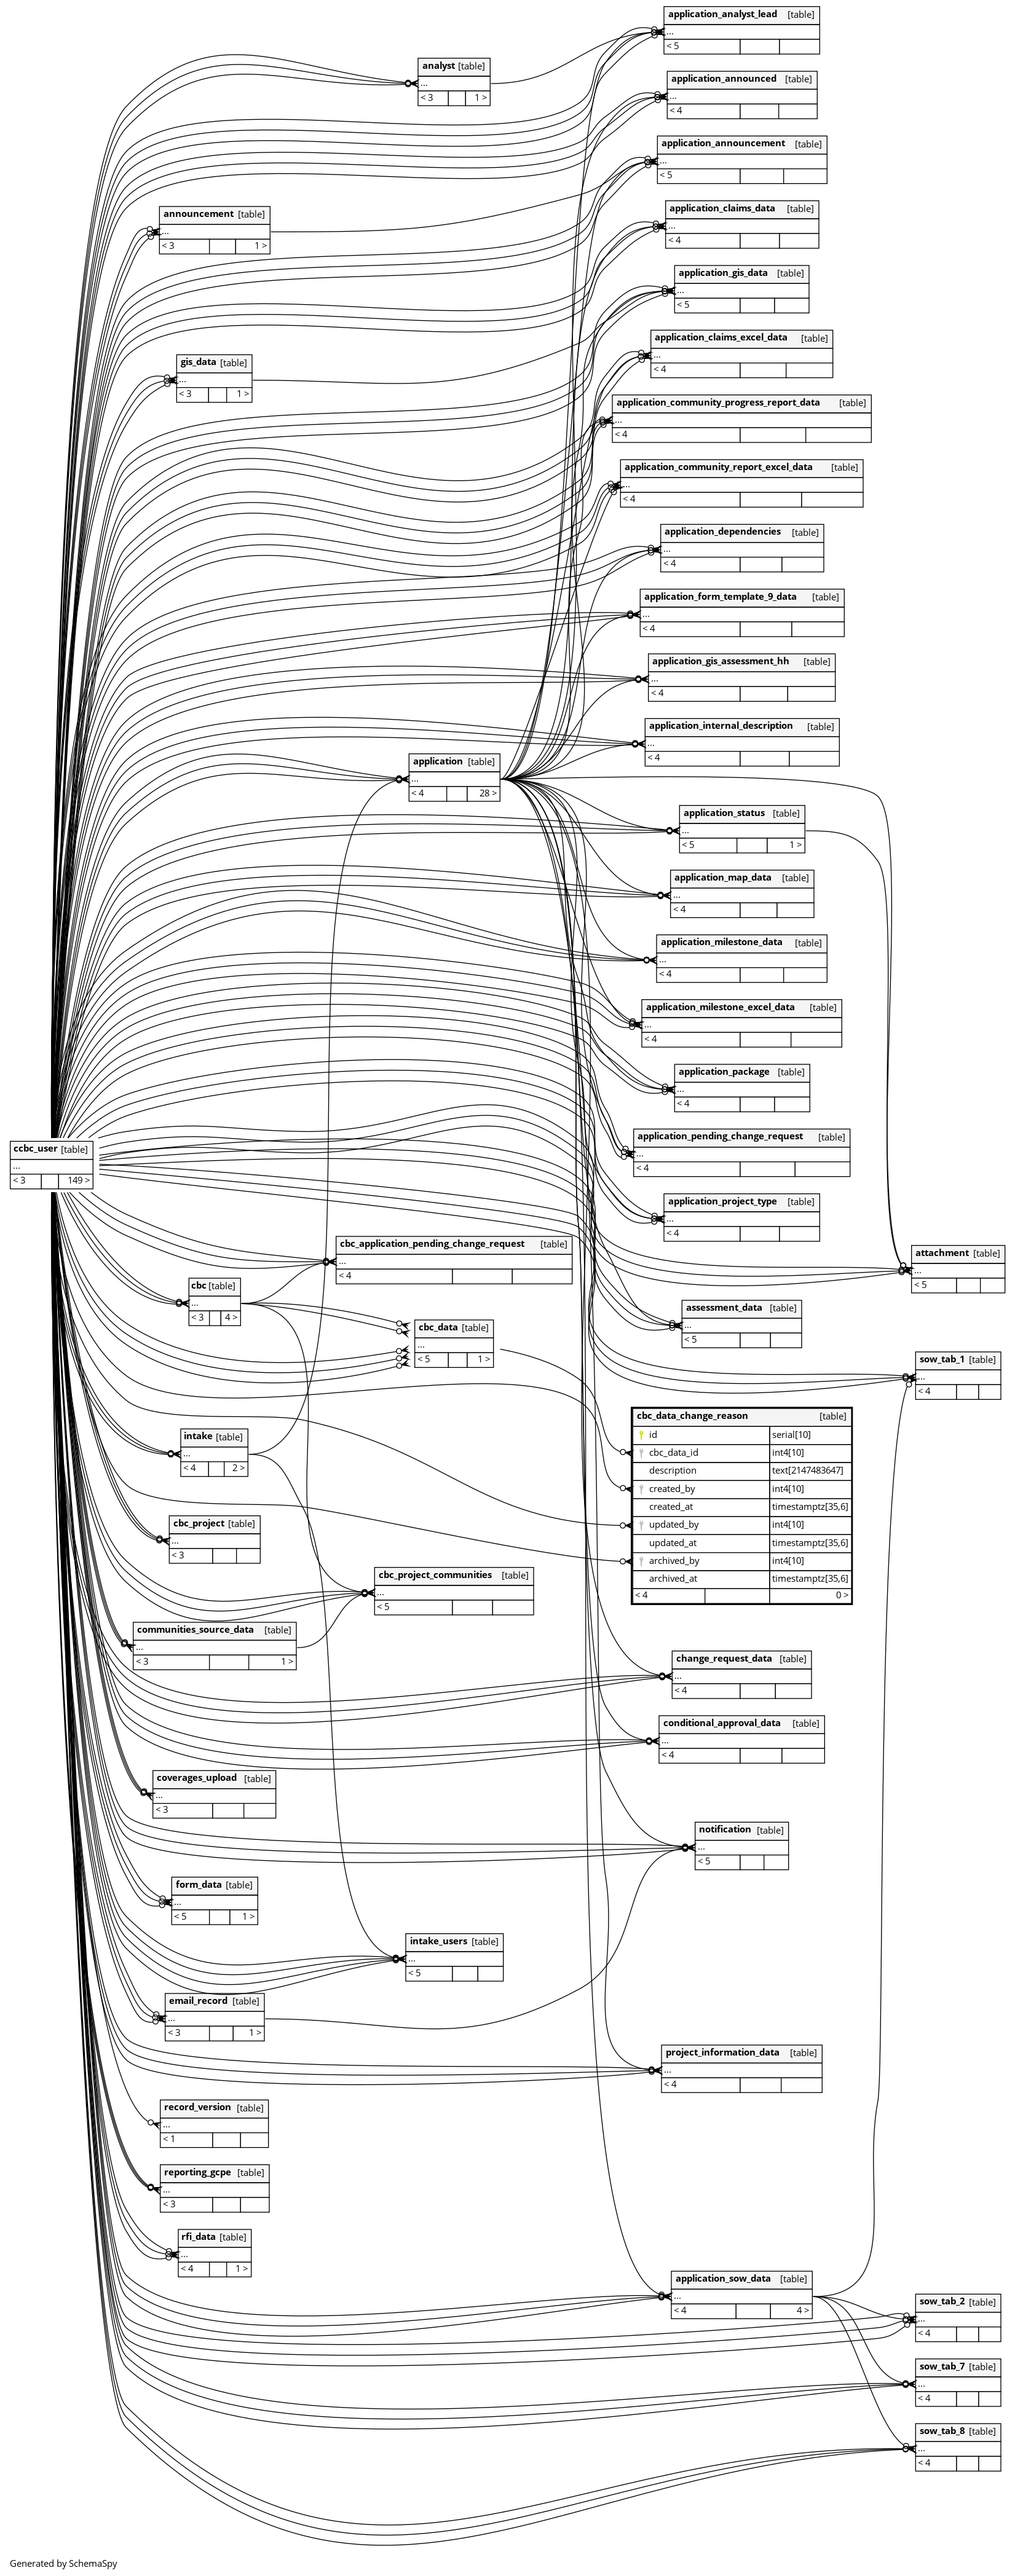 application_analyst_lead [table]
...
< 5
analyst [table]
...
< 3 1 >
application_announced [table]
...
< 4
application_announcement [table]
...
< 5
announcement [table]
...
< 3 1 >
application_claims_data [table]
...
< 4
application_gis_data [table]
...
< 5
application_claims_excel_data [table]
...
< 4
gis_data [table]
...
< 3 1 >
application_community_progress_report_data [table]
...
< 4
application_community_report_excel_data [table]
...
< 4
application_dependencies [table]
...
< 4
application_form_template_9_data [table]
...
< 4
application_gis_assessment_hh [table]
...
< 4
application_internal_description [table]
...
< 4
application [table]
...
< 4 28 >
application_status [table]
...
< 5 1 >
application_map_data [table]
...
< 4
application_milestone_data [table]
...
< 4
application_milestone_excel_data [table]
...
< 4
application_package [table]
...
< 4
application_pending_change_request [table]
...
< 4
ccbc_user [table]
...
< 3 149 >
application_project_type [table]
...
< 4
cbc_application_pending_change_request [table]
...
< 4
attachment [table]
...
< 5
cbc [table]
...
< 3 4 >
assessment_data [table]
...
< 5
cbc_data [table]
...
< 5 1 >
sow_tab_1 [table]
...
< 4
cbc_data_change_reason [table]
id serial[10]
cbc_data_id int4[10]
description text[2147483647]
created_by int4[10]
created_at timestamptz[35,6]
updated_by int4[10]
updated_at timestamptz[35,6]
archived_by int4[10]
archived_at timestamptz[35,6]
< 4 0 >
intake [table]
...
< 4 2 >
cbc_project [table]
...
< 3
cbc_project_communities [table]
...
< 5
communities_source_data [table]
...
< 3 1 >
change_request_data [table]
...
< 4
conditional_approval_data [table]
...
< 4
coverages_upload [table]
...
< 3
notification [table]
...
< 5
form_data [table]
...
< 5 1 >
intake_users [table]
...
< 5
email_record [table]
...
< 3 1 >
project_information_data [table]
...
< 4
record_version [table]
...
< 1
reporting_gcpe [table]
...
< 3
rfi_data [table]
...
< 4 1 >
application_sow_data [table]
...
< 4 4 >
sow_tab_2 [table]
...
< 4
sow_tab_7 [table]
...
< 4
sow_tab_8 [table]
...
< 4
Generated by SchemaSpy